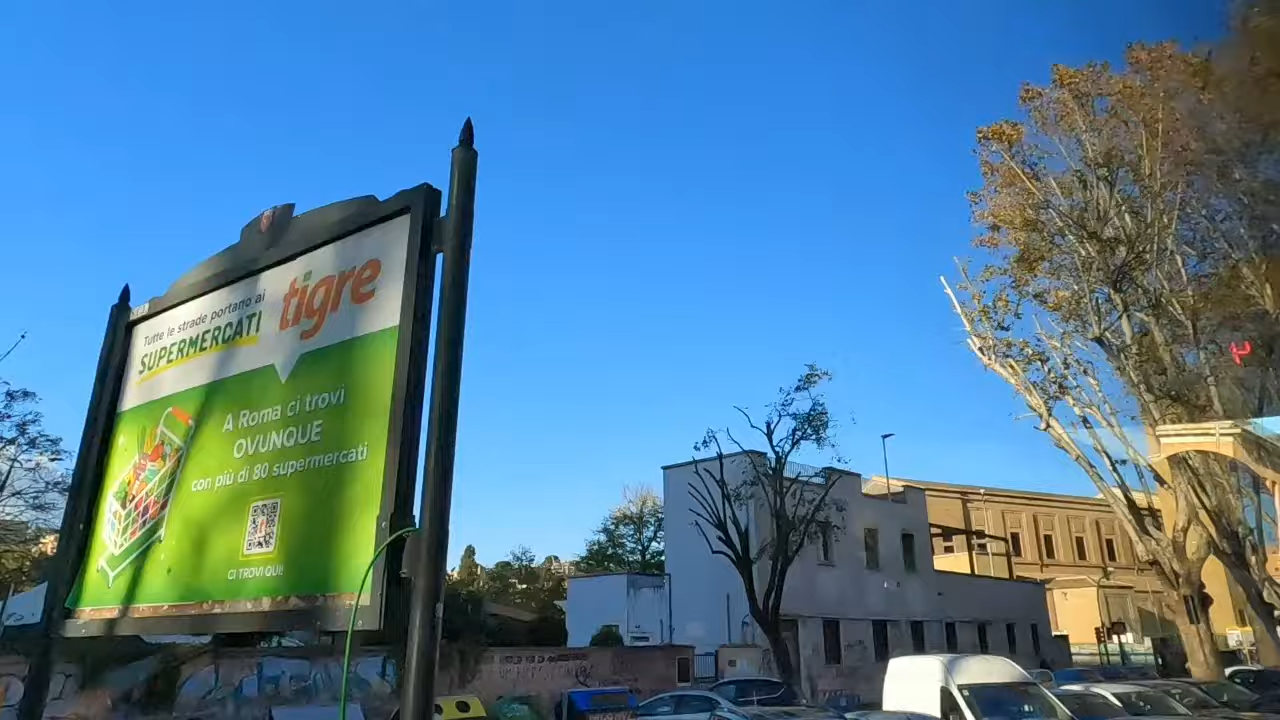 Tutte le strade portano ai
SUPERMERCATI
tigre
A Roma ci trovi
OVUNQUE
con più di 80 supermercati
CI TROVI QUI!